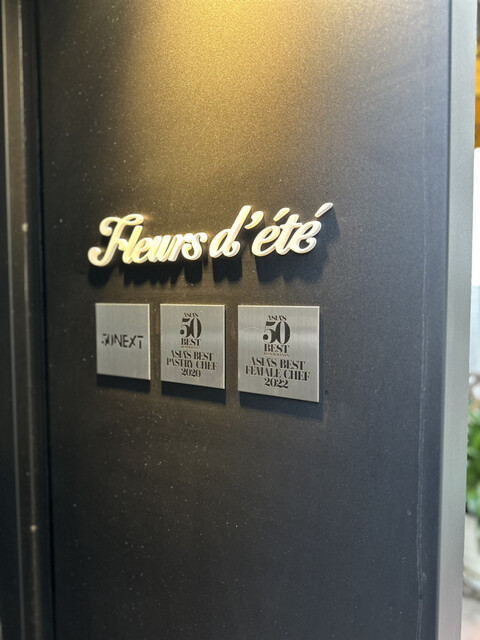 Fleurs d'été
50NEXT
ASIA'S
50
BEST
ASIA'S BEST
PASTRY CHEF
2020
ASIA'S
50
BEST
ASIA'S BEST
FEMALE CHEF
2022